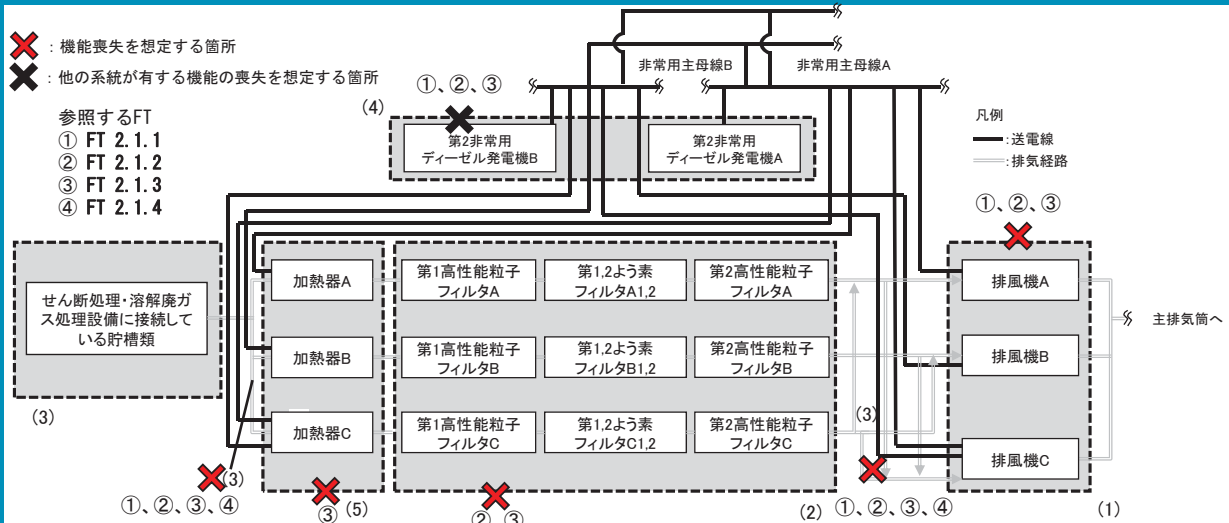 ：機能喪失を想定する箇所
：他の系統が有する機能の喪失を想定する箇所
参照するFT
① FT 2.1.1
② FT 2.1.2
③ FT 2.1.3
④ FT 2.1.4
非常用主母線B
非常用主母線A
①、②、③
(4)
第2非常用
ディーゼル発電機B
第2非常用
ディーゼル発電機A
凡例
：送電線
：排気経路
①、②、③
せん断処理・溶解廃ガ
ス処理設備に接続して
いる貯槽類
(3)
加熱器A
第1高性能粒子
フィルタA
第1,2よう素
フィルタA1,2
第2高性能粒子
フィルタA
排風機A
主排気筒へ
加熱器B
第1高性能粒子
フィルタB
第1,2よう素
フィルタB1,2
第2高性能粒子
フィルタB
排風機B
加熱器C
第1高性能粒子
フィルタC
第1,2よう素
フィルタC1,2
第2高性能粒子
フィルタC
(3)
排風機C
(3)
①、②、③、④
③
(5)
②、③
(2)
①、②、③、④
(1)